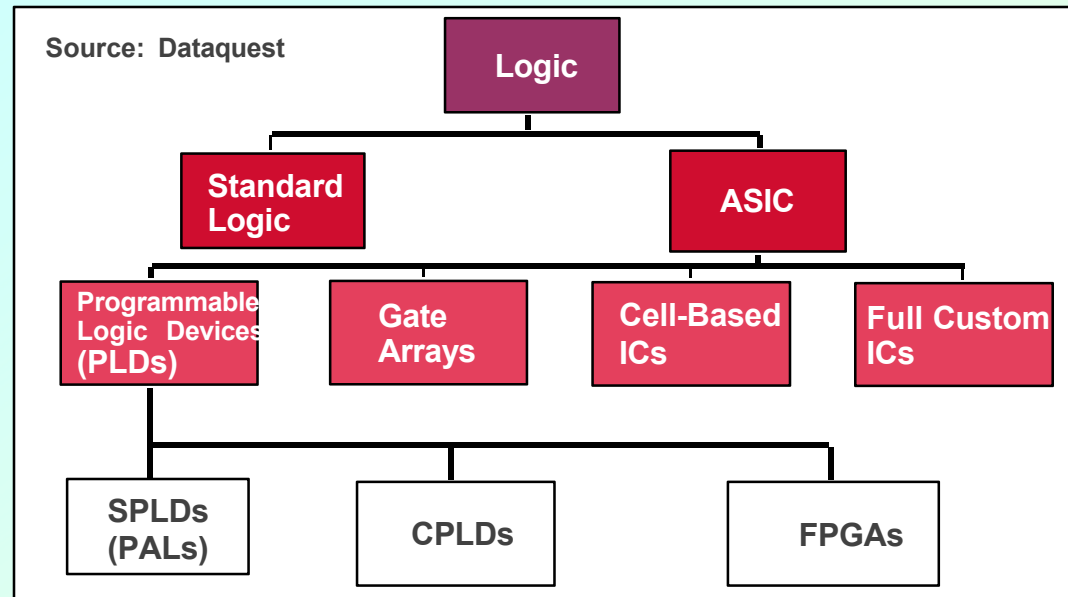 Source: Dataquest
Logic
Standard
Logic
ASIC
Programmable
Logic Devices
(PLDs)
Gate
Arrays
Cell-Based
ICs
Full Custom
ICs
SPLDs
(PALs)
CPLDs
FPGAs